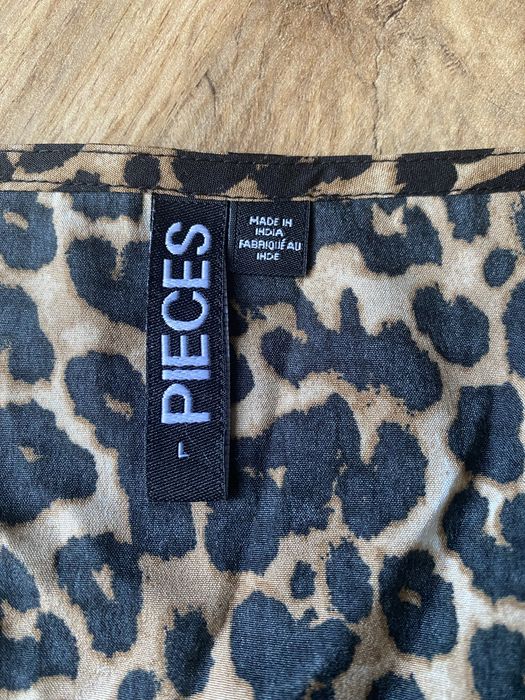 PIECES
L
MADE IN
INDIA
FABRIQUÉ AU
INDE